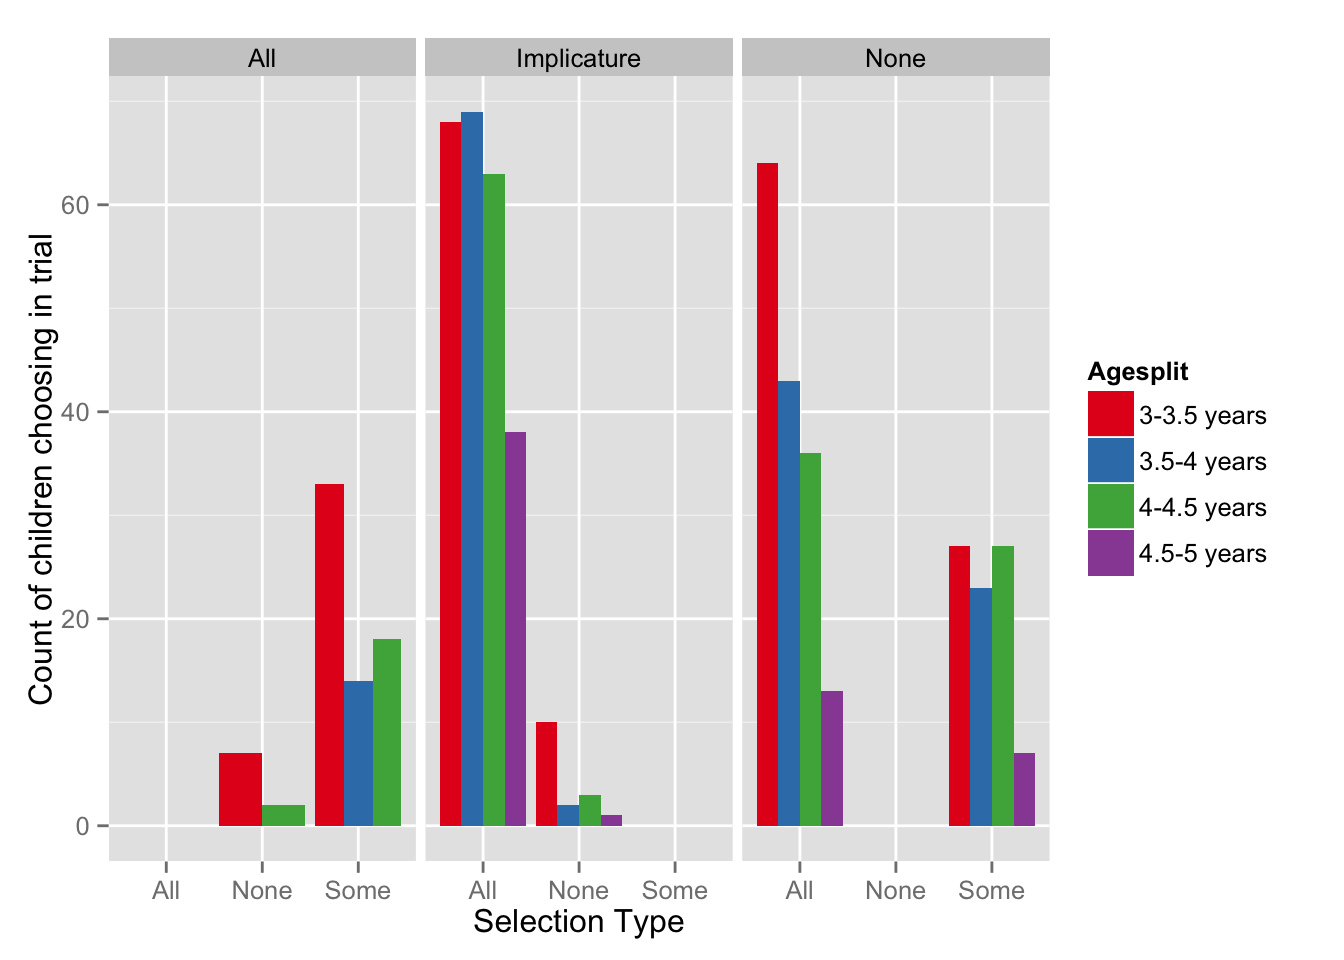 All
Implicature
None
Count of children choosing in trial
60
40
20
0
All
None
Some
All
None
Some
All
None
Some
Selection Type
Agesplit
3-3.5 years
3.5-4 years
4-4.5 years
4.5-5 years